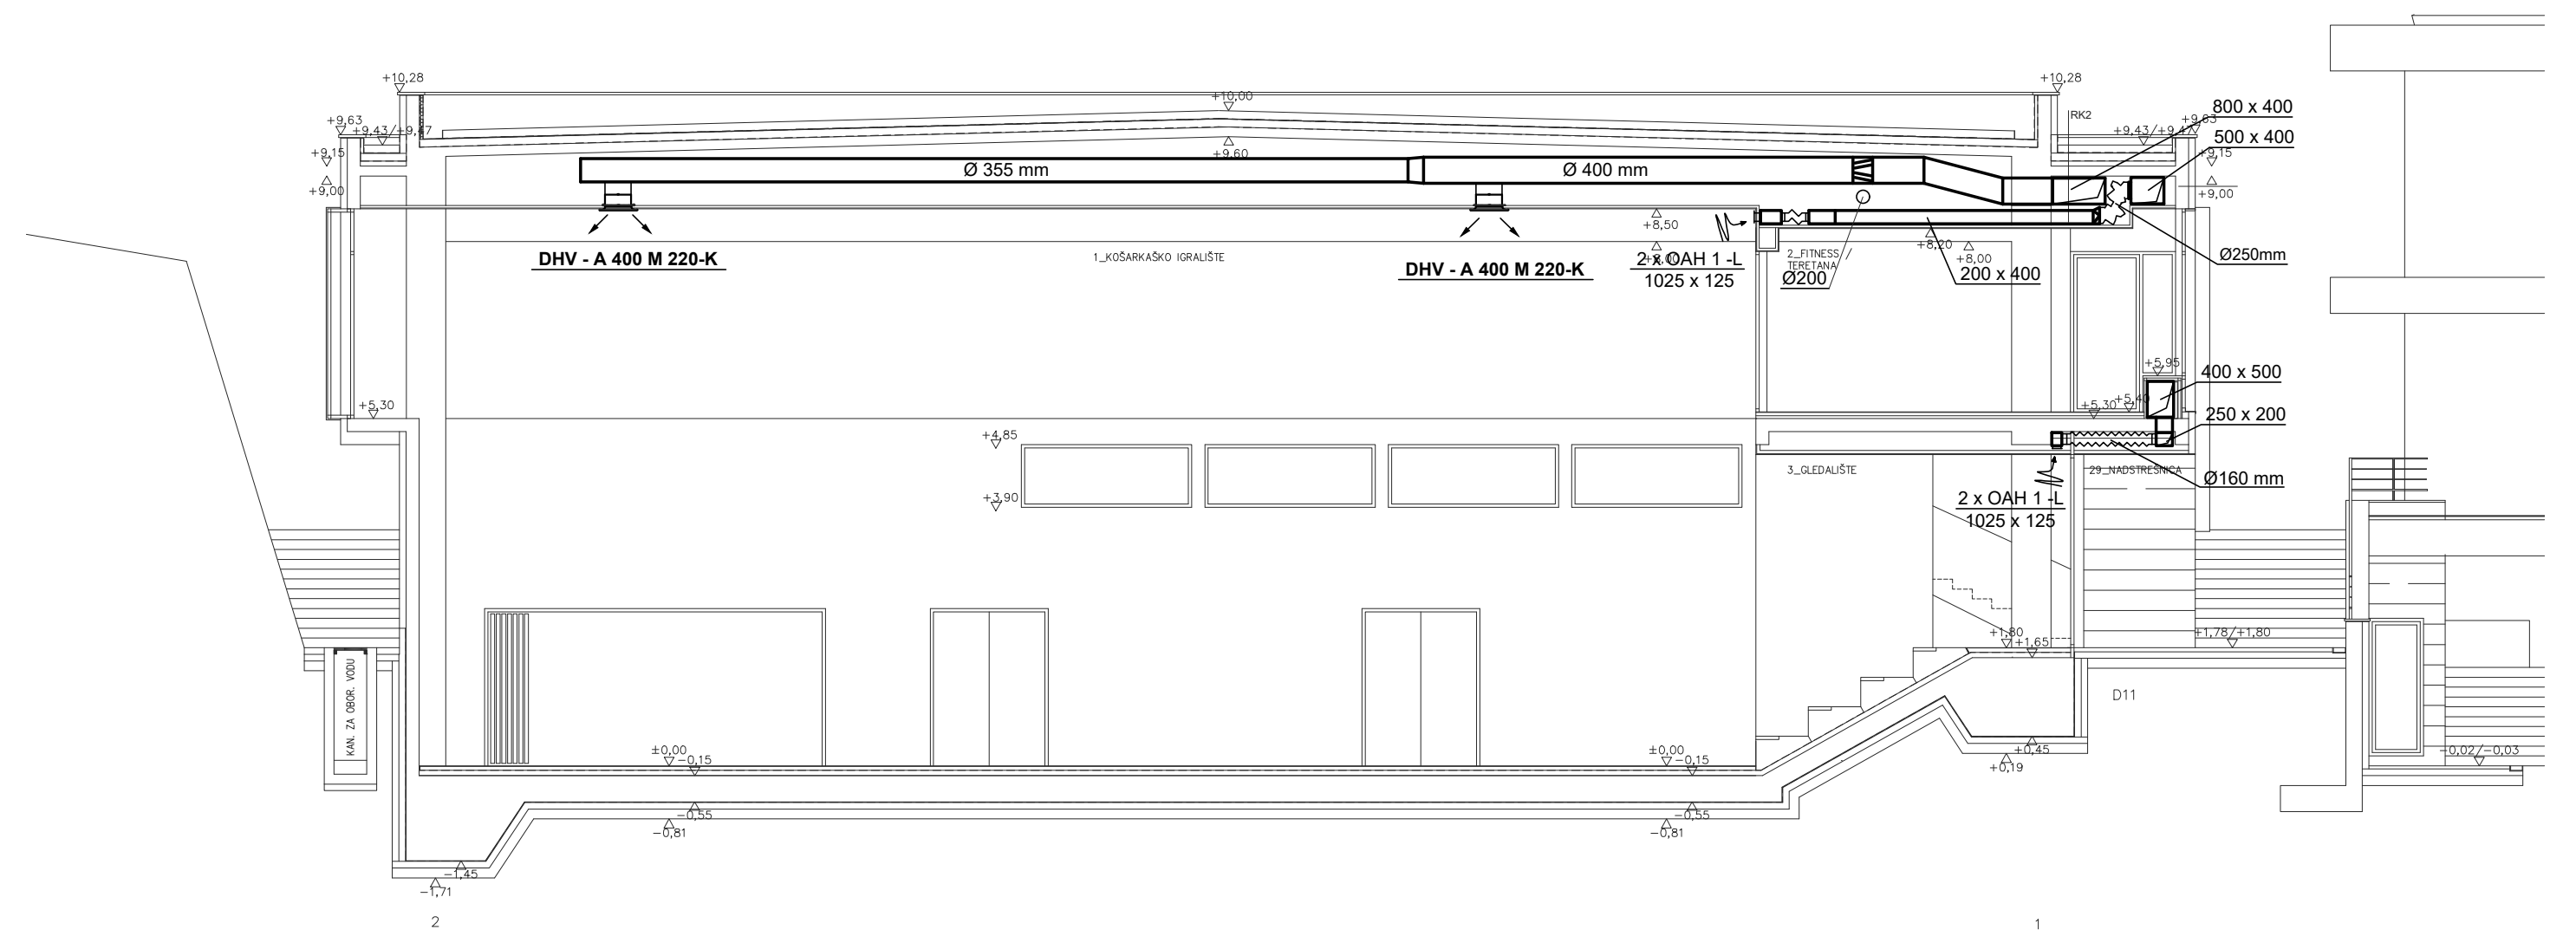 +10,28
+10,28
800 x 400
+10,00
RK2
+9,63
+9,63
+9,43/+9,47
+9,43/+9,47
500 x 400
+9,15
+9,60
+9,15
Ø 355 mm
Ø 400 mm
+9,00
+9,00
+8,50
+8,20
DHV - A 400 M 220-K
1_KOŠARKAŠKO IGRALIŠTE
DHV - A 400 M 220-K
2 x OAH 1 -L
1025 x 125
+8,00
2_FITNESS /
TERETANA
Ø200
+8,00
200 x 400
Ø250mm
+5,95
400 x 500
+5,30
+5,30
+5,40
250 x 200
+4,85
3_GLEDALIŠTE
29_NADSTREŠNICA
Ø160 mm
+3,90
2 x OAH 1 -L
1025 x 125
+1,80
+1,65
+1,78/+1,80
KAN. ZA OBOR. VODU
D11
±0,00
−0,15
±0,00
−0,15
+0,45
−0,02/−0,03
+0,19
−0,55
−0,81
−0,55
−0,81
−1,45
−1,71
2
1